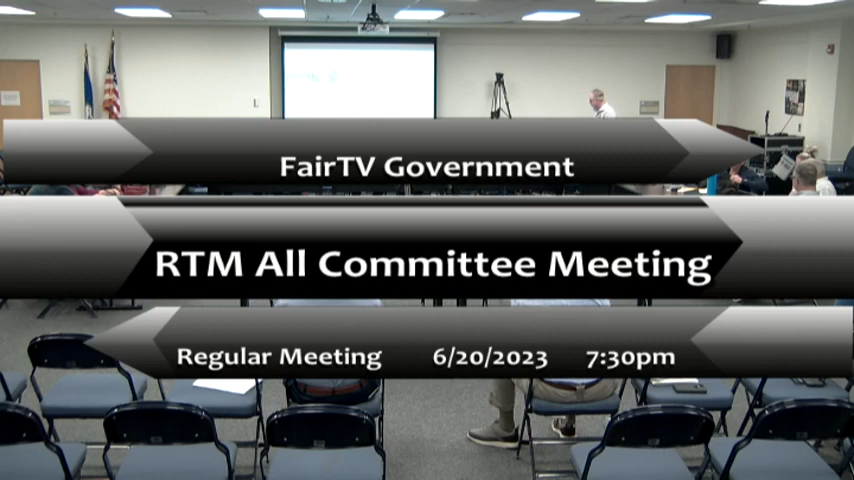 FairTV Government
RTM All Committee Meeting
Regular Meeting 6/20/2023 7:30pm